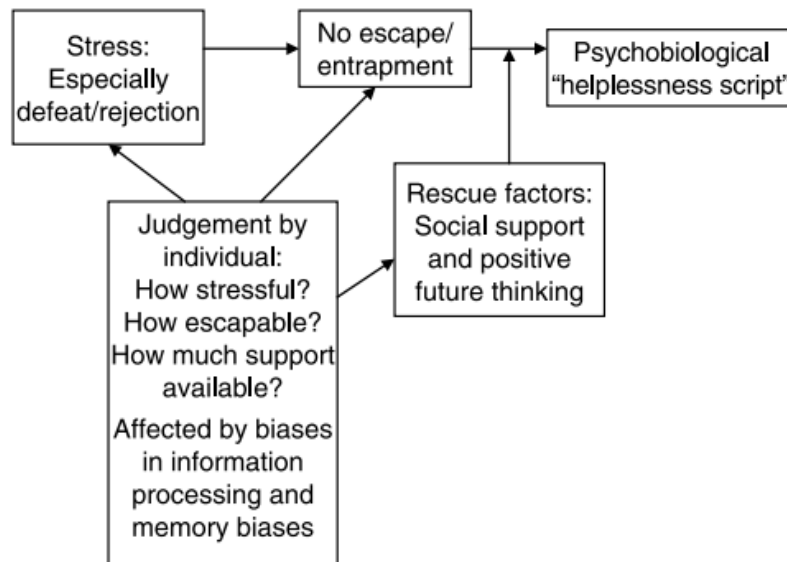 Stress:
Especially
defeat/rejection
No escape/
entrapment
Psychobiological
“helplessness script”
Judgement by
individual:
How stressful?
How escapable?
How much support
available?
Affected by biases
in information
processing and
memory biases
Rescue factors:
Social support
and positive
future thinking